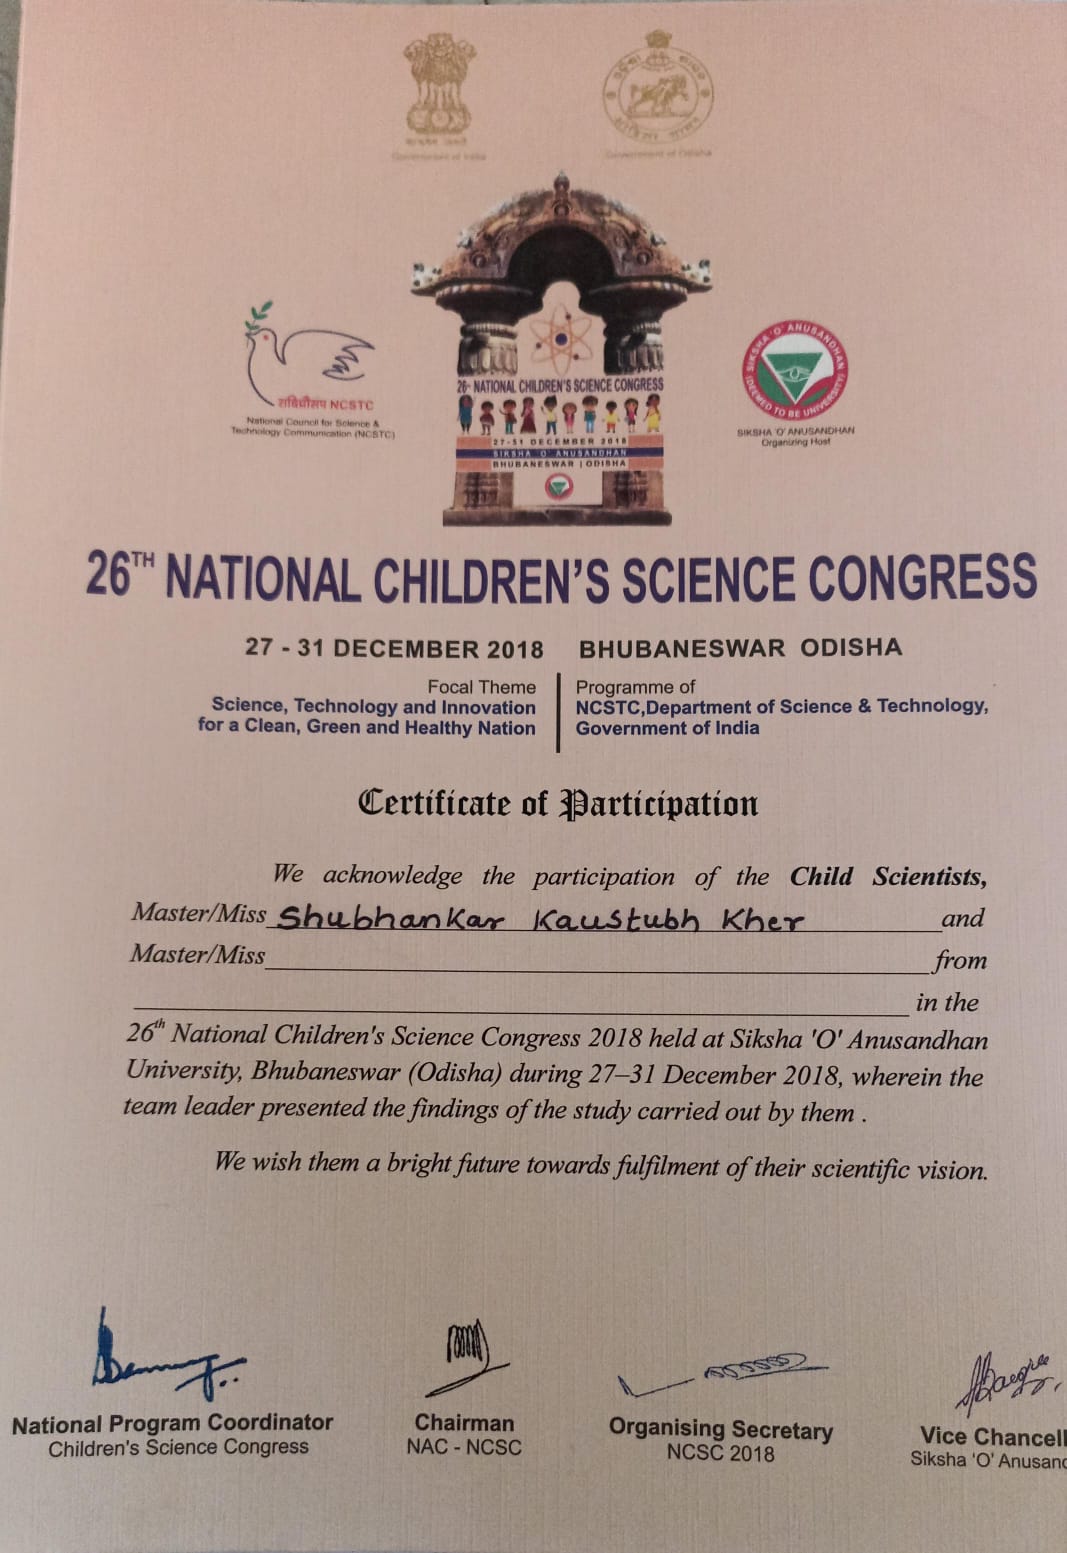 Government of India
Government of Odisha
राविप्रौसंप NCSTC
National Council for Science &
Technology Communication (NCSTC)
26th NATIONAL CHILDREN'S SCIENCE CONGRESS
27-31 DECEMBER 2018
SIKSHA 'O' ANUSANDHAN
BHUBANESWAR | ODISHA
SIKSHA 'O' ANUSANDHAN
(DEEMED TO BE UNIVERSITY)
SIKSHA 'O' ANUSANDHAN
Organizing Host
26TH NATIONAL CHILDREN'S SCIENCE CONGRESS
27 - 31 DECEMBER 2018 BHUBANESWAR ODISHA
Focal Theme
Science, Technology and Innovation
for a Clean, Green and Healthy Nation
Programme of
NCSTC,Department of Science & Technology,
Government of India
Certificate of Participation
We acknowledge the participation of the Child Scientists,
Master/Miss Shubhankar Kaustubh Kher and
Master/Miss from
in the
26th National Children's Science Congress 2018 held at Siksha 'O' Anusandhan
University, Bhubaneswar (Odisha) during 27–31 December 2018, wherein the
team leader presented the findings of the study carried out by them .
We wish them a bright future towards fulfilment of their scientific vision.
National Program Coordinator
Children's Science Congress
Chairman
NAC - NCSC
Organising Secretary
NCSC 2018
Vice Chancell
Siksha 'O' Anusand